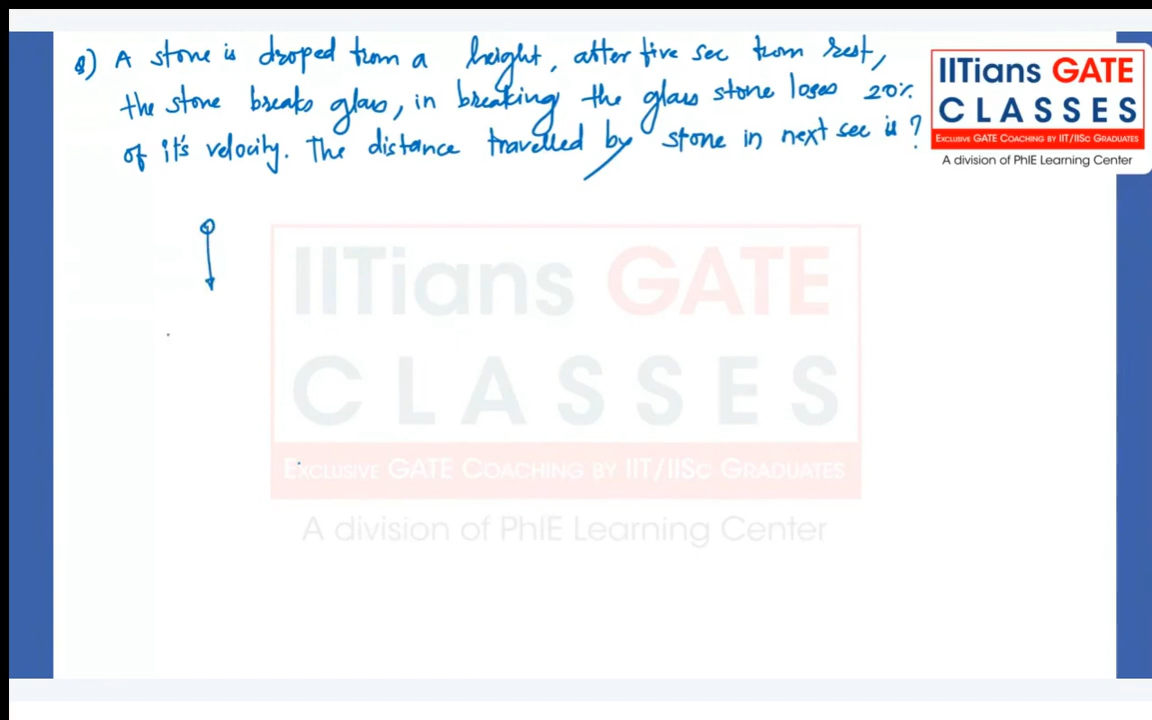 Q) A stone is droped from a height, after five sec from rest,
the stone breaks glass, in breaking the glass stone loses 20%
of it's velocity. The distance travelled by stone in next sec is?
IITians GATE
CLASSES
EXCLUSIVE GATE COACHING BY IIT/IISc GRADUATES
A division of PhIE Learning Center
IITians GATE
CLASSES
EXCLUSIVE GATE COACHING BY IIT/IISc GRADUATES
A division of PhIE Learning Center